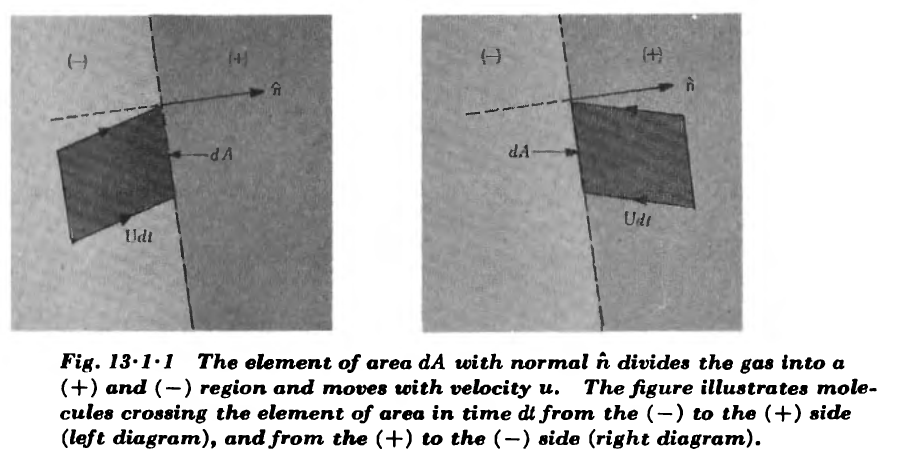 (−) (+) (−) (+)
n̂ n̂
dA dA
Udt Udt
Fig. 13·1·1 The element of area dA with normal n̂ divides the gas into a
(+) and (−) region and moves with velocity u. The figure illustrates mole-
cules crossing the element of area in time dt from the (−) to the (+) side
(left diagram), and from the (+) to the (−) side (right diagram).